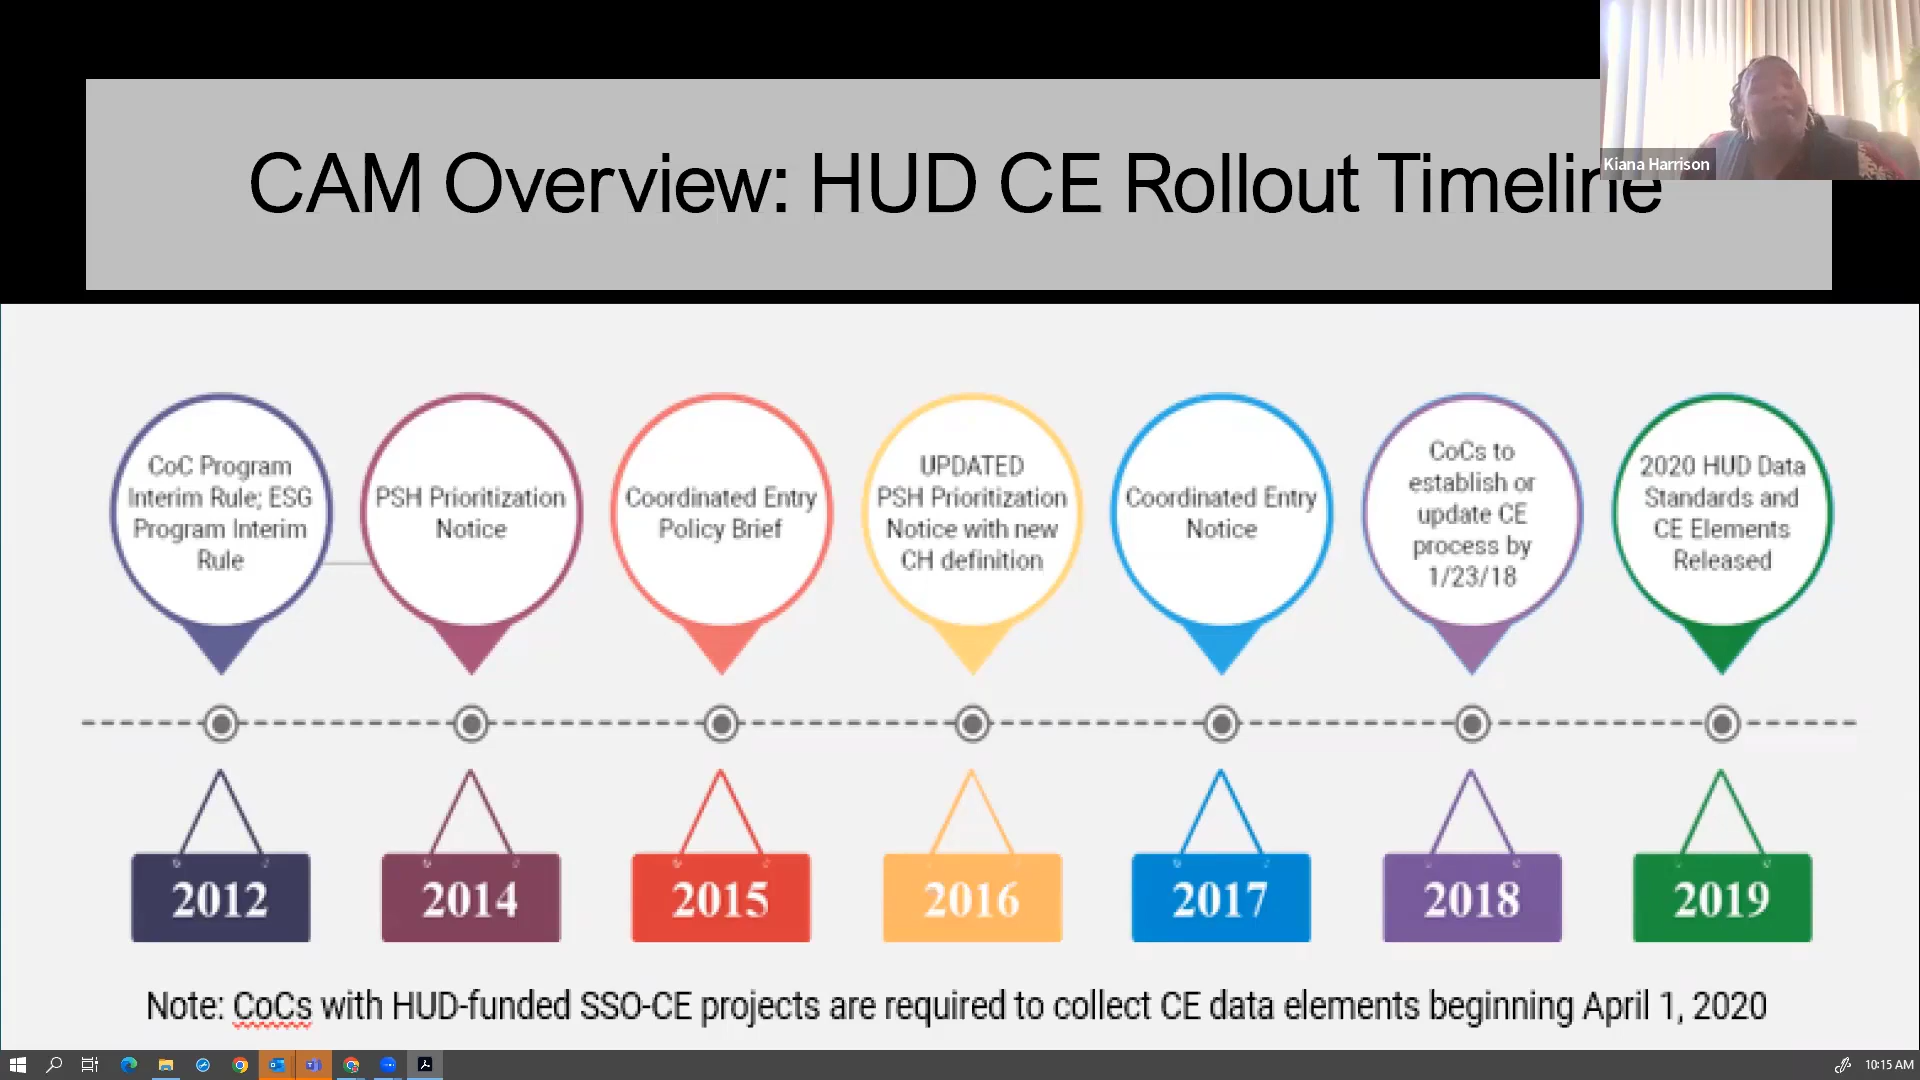 CAM Overview: HUD CE Rollout Timeline
Kiana Harrison
CoC Program
Interim Rule; ESG
Program Interim
Rule
PSH Prioritization
Notice
Coordinated Entry
Policy Brief
UPDATED
PSH Prioritization
Notice with new
CH definition
Coordinated Entry
Notice
CoCs to
establish or
update CE
process by
1/23/18
2020 HUD Data
Standards and
CE Elements
Released
2012
2014
2015
2016
2017
2018
2019
Note: CoCs with HUD-funded SSO-CE projects are required to collect CE data elements beginning April 1, 2020
10:15 AM